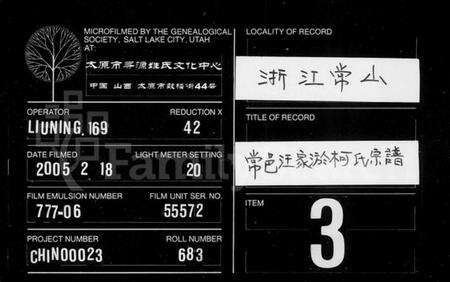 MICROFILMED BY THE GENEALOGICAL
SOCIETY, SALT LAKE CITY, UTAH
AT:
太原市尋源姓氏文化中心
中国 山西 太原市鼓楼街44号
OPERATOR
REDUCTION X
LIUNING.169
42
DATE FILMED
LIGHT METER SETTING
2005 2 18
20
FILM EMULSION NUMBER
FILM UNIT SER. NO.
777-06
55572
PROJECT NUMBER
ROLL NUMBER
CHINO0023
683
LOCALITY OF RECORD
浙江常山
TITLE OF RECORD
常邑汪家淤柯氏宗譜
ITEM
3